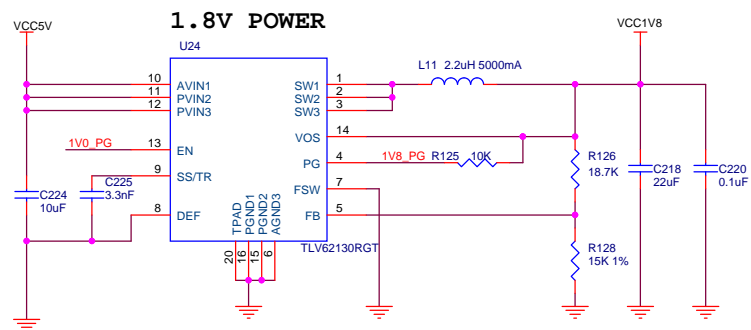 1.8V POWER
VCC5V
VCC1V8
U24
L11 2.2uH 5000mA
10 AVIN1 SW1 1
11 PVIN2 SW2 2
12 PVIN3 SW3 3
VOS 14
1V0_PG 13 EN
PG 4 1V8_PG R125 10K
R126
18.7K
9 SS/TR
FSW 7
C224
10uF
C225
3.3nF
C218
22uF
C220
0.1uF
8 DEF
FB 5
TPAD PGND1 PGND2 AGND3
TLV62130RGT
20 16 15 6
R128
15K 1%